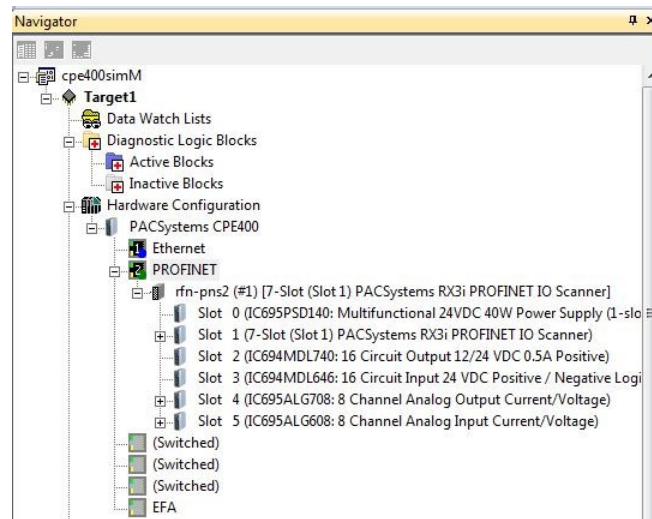 Navigator
cpe400simM
Target1
Data Watch Lists
Diagnostic Logic Blocks
Active Blocks
Inactive Blocks
Hardware Configuration
PACSystems CPE400
1 Ethernet
2 PROFINET
rfn-pns2 (#1) [7-Slot (Slot 1) PACSystems RX3i PROFINET IO Scanner]
Slot 0 (IC695PSD140: Multifunctional 24VDC 40W Power Supply (1-slo
Slot 1 (7-Slot (Slot 1) PACSystems RX3i PROFINET IO Scanner)
Slot 2 (IC694MDL740: 16 Circuit Output 12/24 VDC 0.5A Positive)
Slot 3 (IC694MDL646: 16 Circuit Input 24 VDC Positive / Negative Logi
Slot 4 (IC695ALG708: 8 Channel Analog Output Current/Voltage)
Slot 5 (IC695ALG608: 8 Channel Analog Input Current/Voltage)
(Switched)
(Switched)
(Switched)
EFA